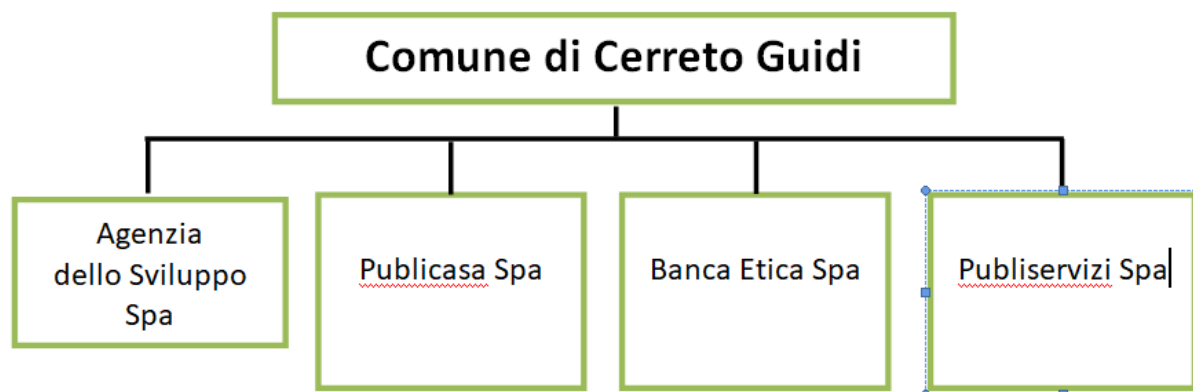 Comune di Cerreto Guidi
Agenzia
dello Sviluppo
Spa
Publicasa Spa
Banca Etica Spa
Publiservizi Spa